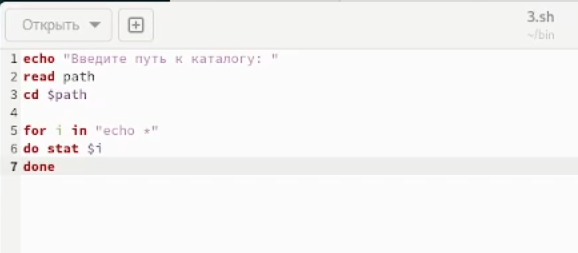 Открыть
3.sh
~/bin
1 echo "Введите путь к каталогу: "
2 read path
3 cd $path
4
5 for i in "echo *"
6 do stat $i
7 done